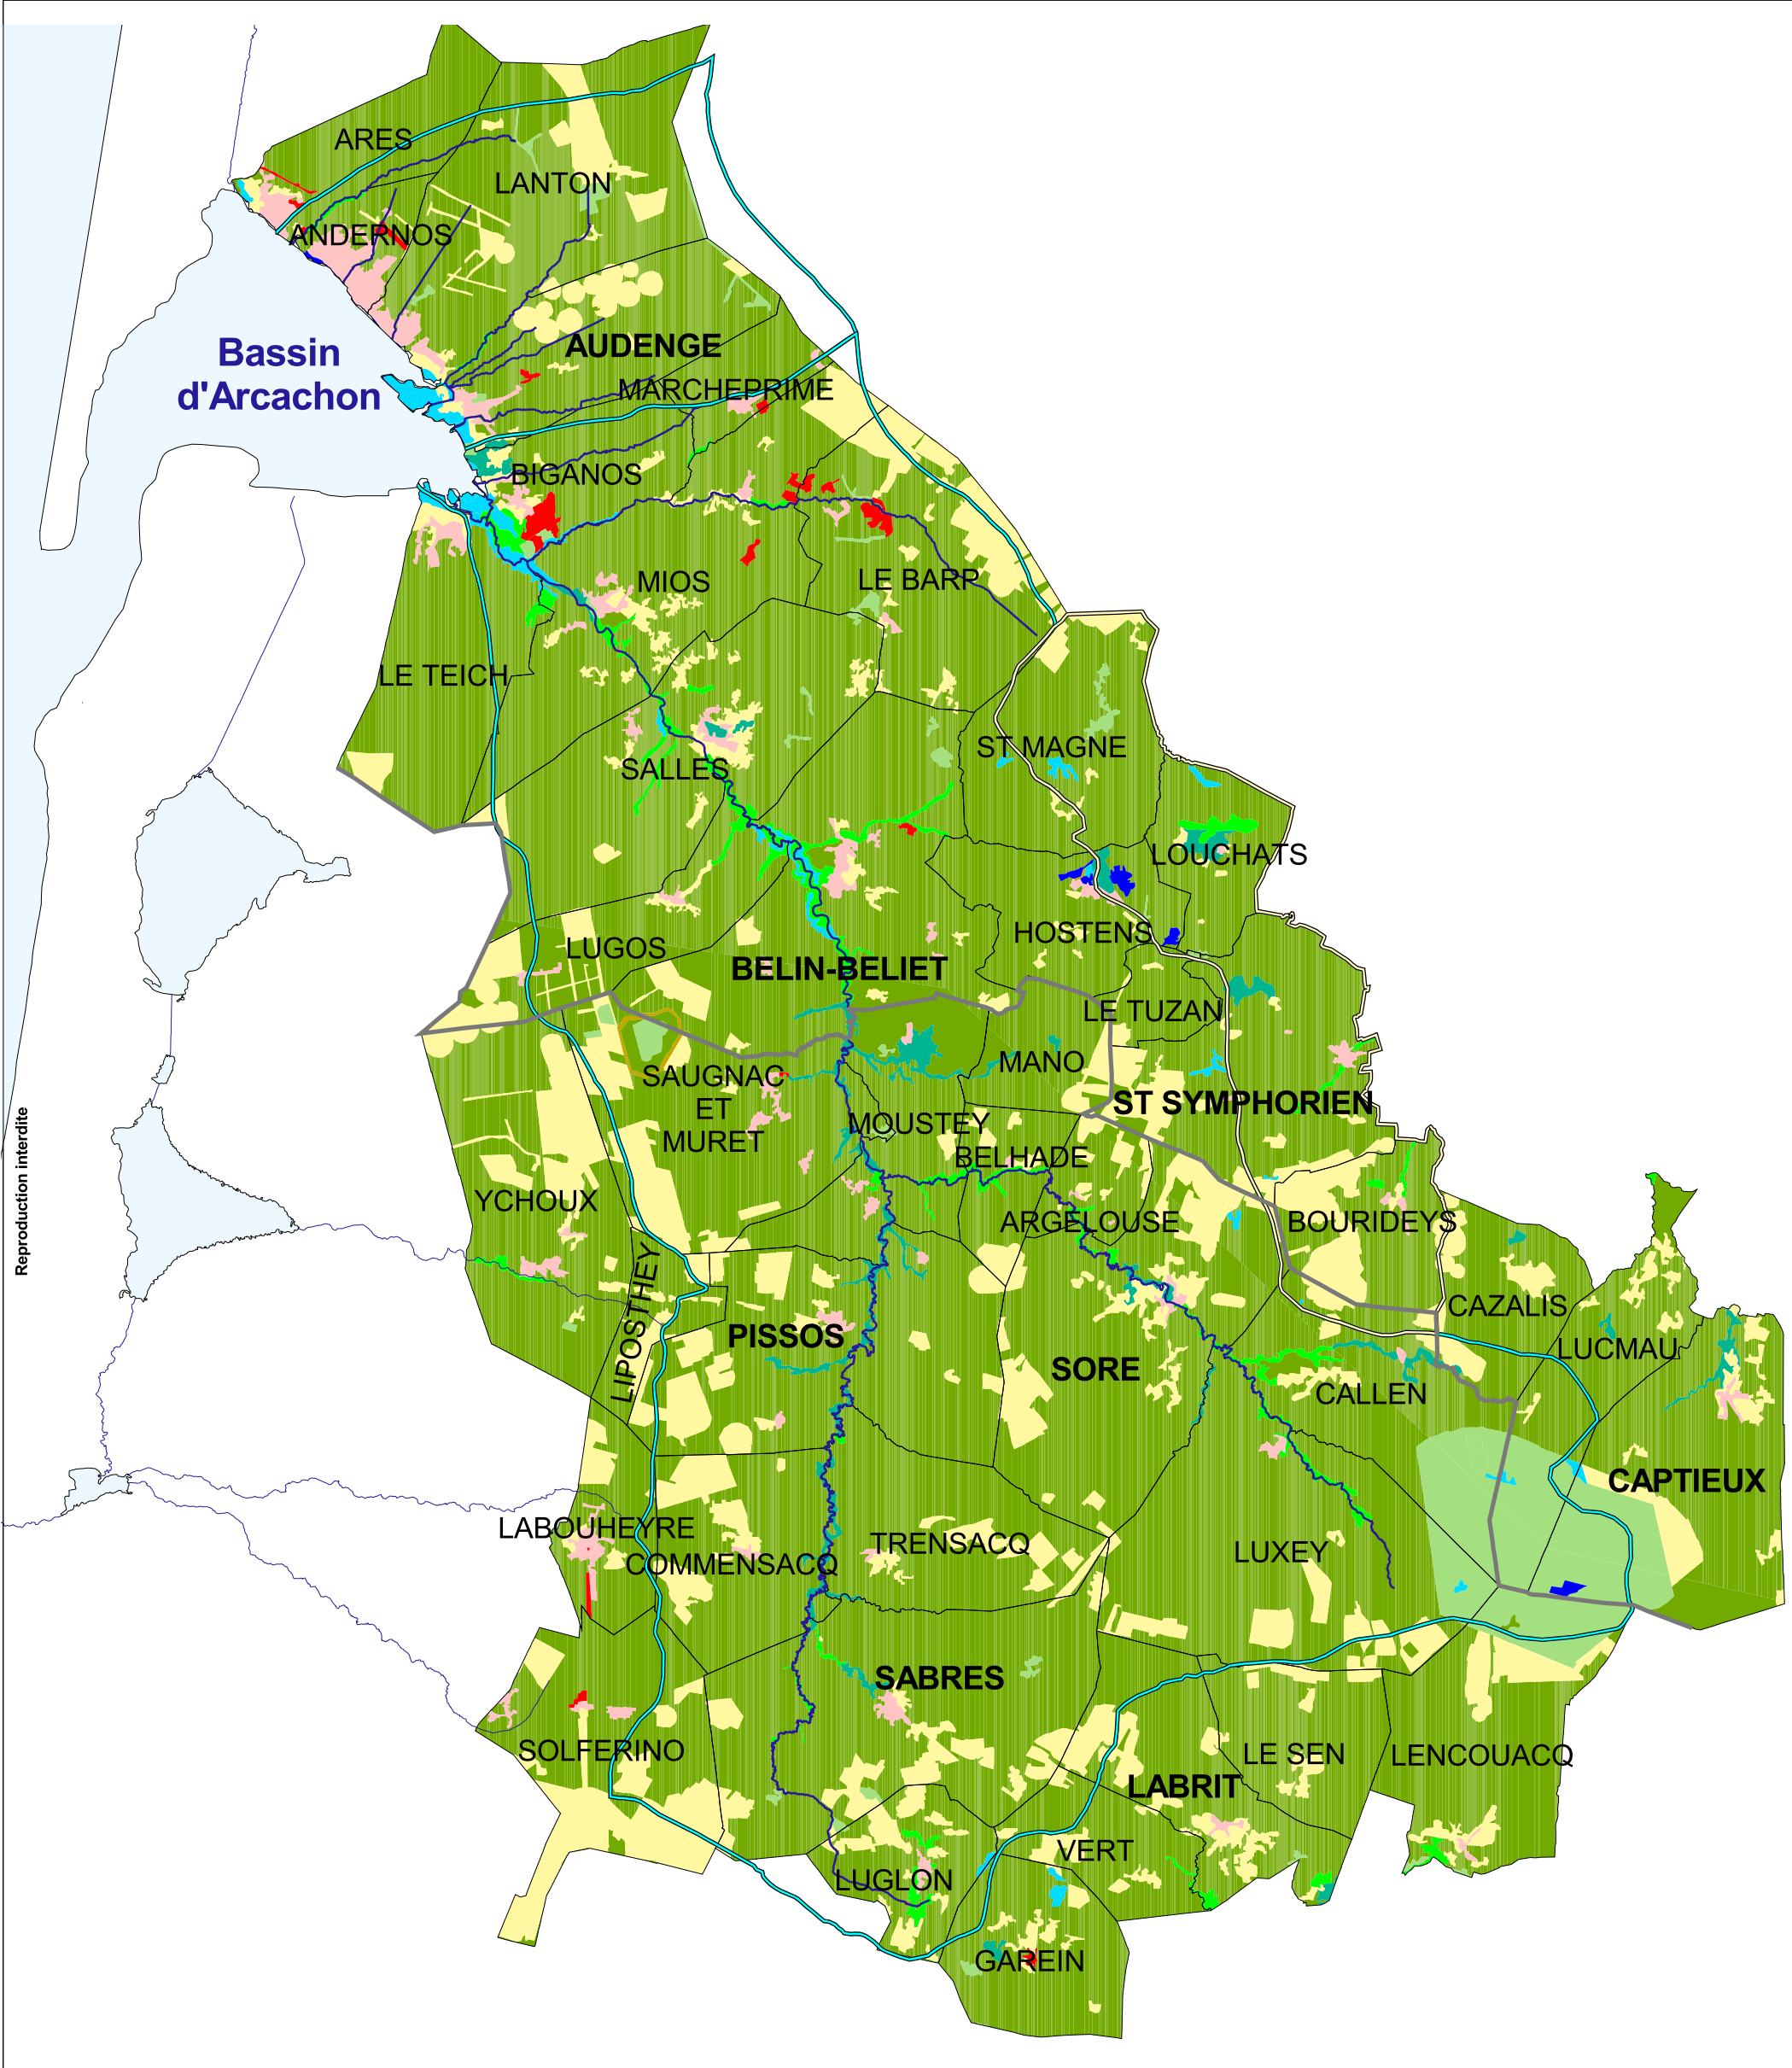 ARES
LANTON
ANDERNOS
Bassin
d'Arcachon
AUDENGE
MARCHEPRIME
BIGANOS
MIOS
LE BARP
LE TEICH
ST MAGNE
SALLES
LOUCHATS
HOSTENS
LUGOS
BELIN-BELIET
LE TUZAN
MANO
SAUGNAC
ET
MURET
ST SYMPHORIEN
MOUSTEY
BELHADE
Reproduction interdite
YCHOUX
ARGELOUSE
BOURIDEYS
LIPOSTHEY
CAZALIS
PISSOS
LUCMAU
SORE
CALLEN
CAPTIEUX
LABOUHEYRE
TRENSACQ
LUXEY
COMMENSACQ
SABRES
SOLFERINO
LE SEN
LENCOUACQ
LABRIT
VERT
LUGLON
GAREIN